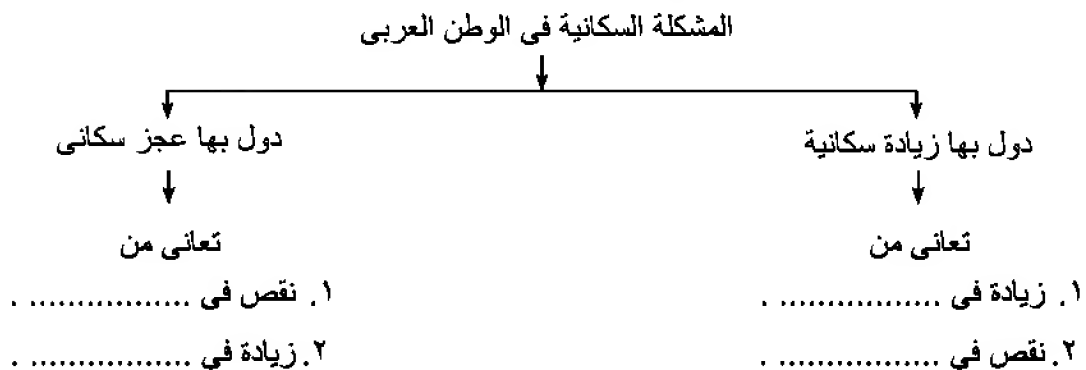 المشكلة السكانية فى الوطن العربى
دول بها زيادة سكانية
دول بها عجز سكانى
تعانى من
تعانى من
١. زيادة فى ................. .
١. نقص فى ................. .
٢. نقص فى ................. .
٢. زيادة فى ................. .